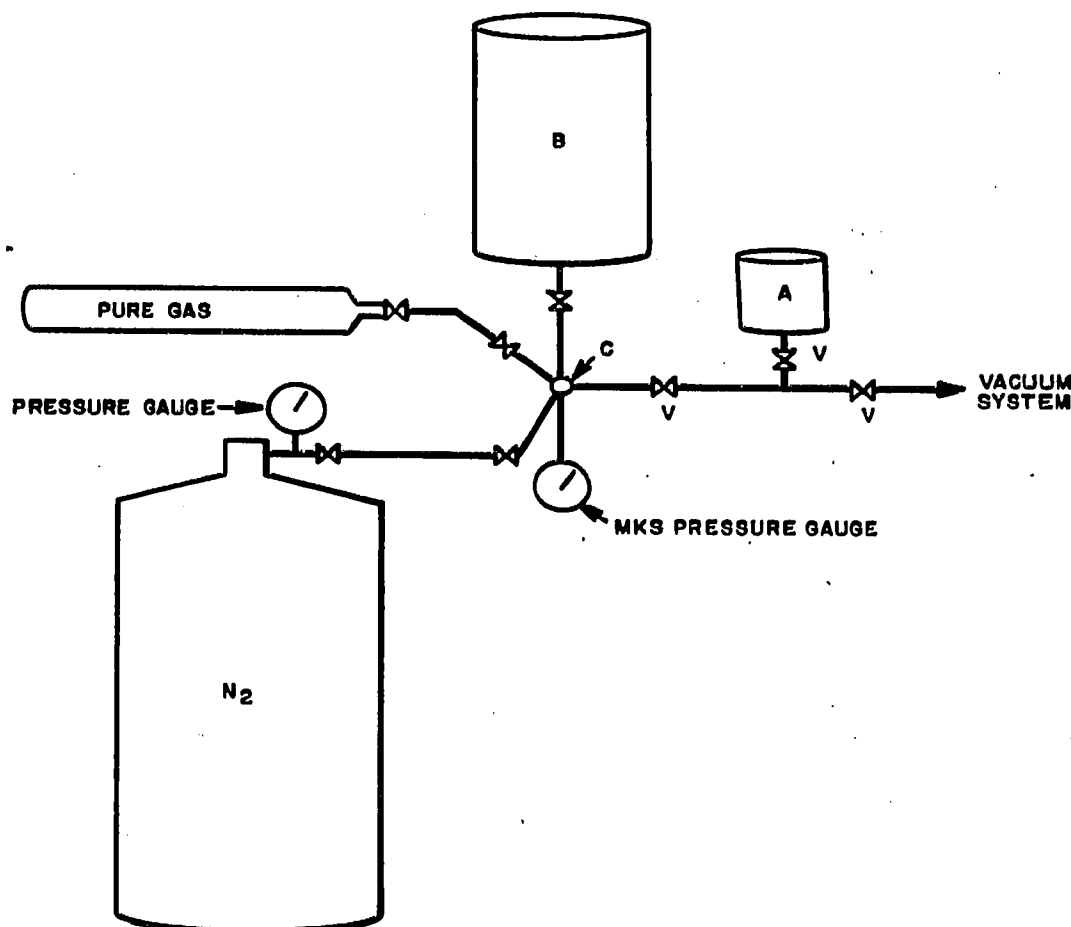 B
A
PURE GAS
C
V
PRESSURE GAUGE
V
V
VACUUM
SYSTEM
MKS PRESSURE GAUGE
N2